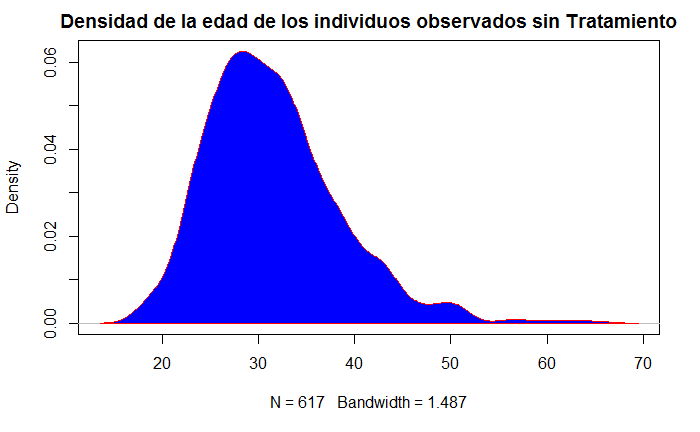 Densidad de la edad de los individuos observados sin Tratamiento
0.06
0.04
0.02
0.00
Density
20 30 40 50 60 70
N = 617 Bandwidth = 1.487